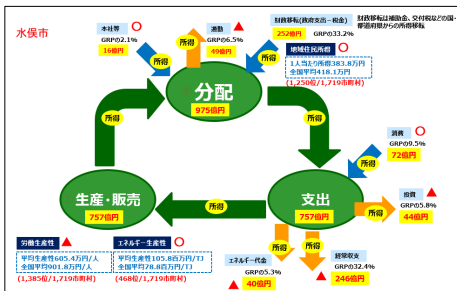 水俣市
本社等 ○
GRPの2.1%
16億円
通勤 ▲
GRPの6.5%
49億円
財政移転(政府支出−税金)
252億円 GRPの33.2%
財政移転は補助金、交付税などの国・
都道府県からの所得移転
地域住民所得 ○
1人当たり所得383.8万円
全国平均418.1万円
(1,250位/1,719市町村)
所得
所得
所得
分配
975億円
所得
所得
消費 ○
GRPの9.5%
72億円
所得
生産・販売
757億円
所得
支出
757億円
所得
投資 ▲
GRPの5.8%
44億円
労働生産性 ▲
平均生産性605.4万円/人
全国平均901.8万円/人
(1,385位/1,719市町村)
エネルギー生産性 ○
平均生産性105.8百万円/TJ
全国平均78.8百万円/TJ
(468位/1,719市町村)
所得
所得
エネルギー代金
GRPの5.3%
▲ 40億円
経常収支
GRPの32.4%
▲ 246億円